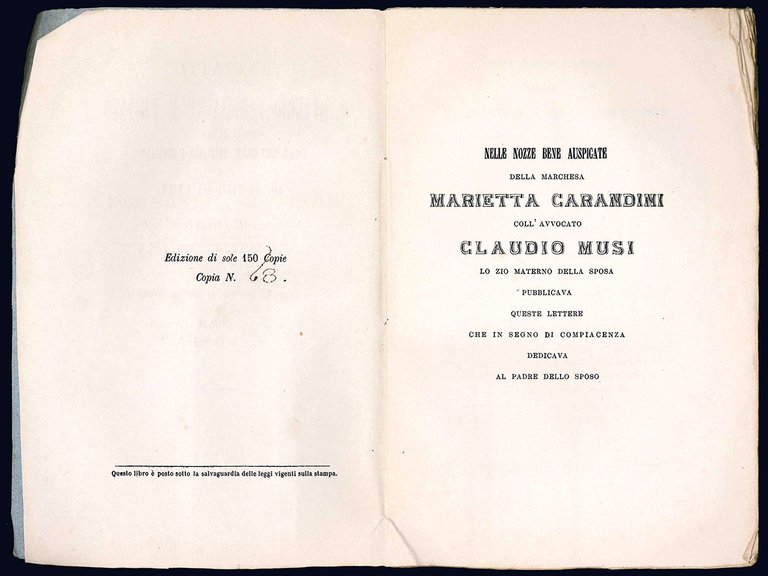 Edizione di sole 150 Copie
Copia N. 63.
Questo libro è posto sotto la salvaguardia delle leggi vigenti sulla stampa.
NELLE NOZZE BENE AUSPICATE
DELLA MARCHESA
MARIETTA CARANDINI
COLL' AVVOCATO
CLAUDIO MUSI
LO ZIO MATERNO DELLA SPOSA
PUBBLICAVA
QUESTE LETTERE
CHE IN SEGNO DI COMPIACENZA
DEDICAVA
AL PADRE DELLO SPOSO